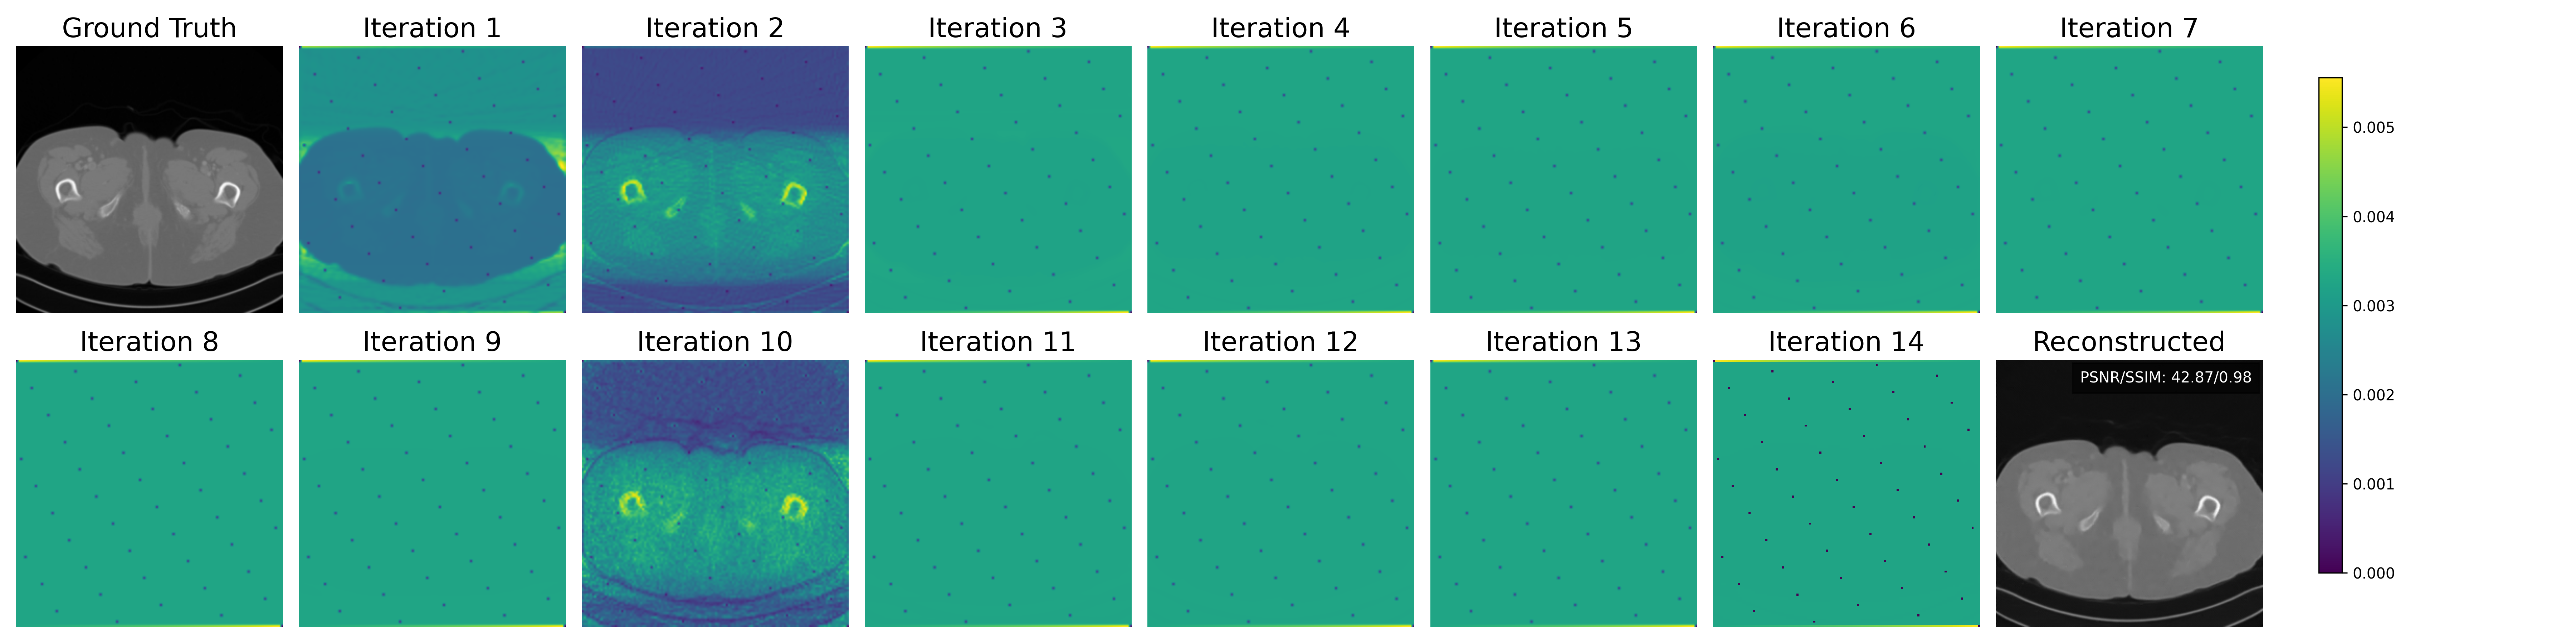 Ground Truth
Iteration 1
Iteration 2
Iteration 3
Iteration 4
Iteration 5
Iteration 6
Iteration 7
0.005
0.004
0.003
0.002
0.001
0.000
Iteration 8
Iteration 9
Iteration 10
Iteration 11
Iteration 12
Iteration 13
Iteration 14
Reconstructed
PSNR/SSIM: 42.87/0.98